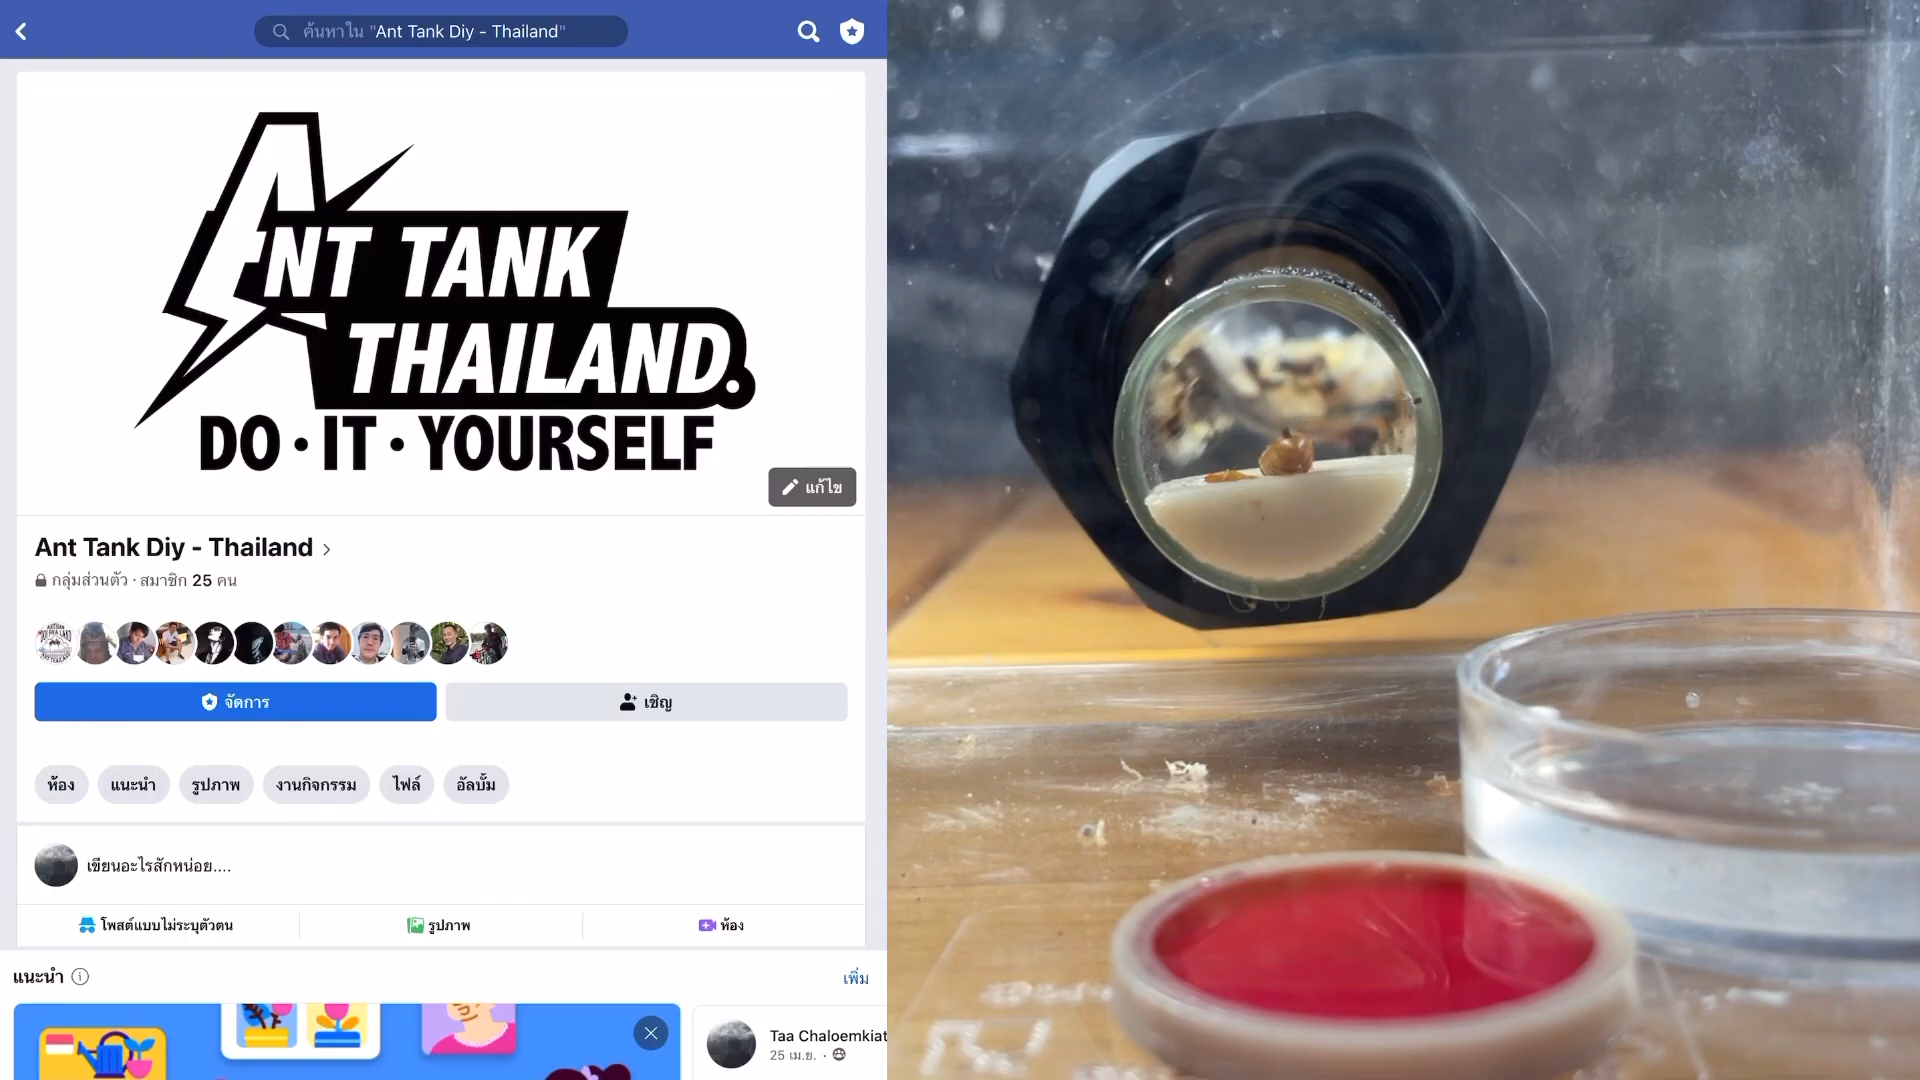 ค้นหาใน "Ant Tank Diy - Thailand"
ANT TANK
THAILAND.
DO·IT·YOURSELF
แก้ไข
Ant Tank Diy - Thailand
กลุ่มส่วนตัว · สมาชิก 25 คน
จัดการ
เชิญ
ห้อง
แนะนำ
รูปภาพ
งานกิจกรรม
ไฟล์
อัลบั้ม
เขียนอะไรสักหน่อย....
โพสต์แบบไม่ระบุตัวตน
รูปภาพ
ห้อง
แนะนำ
เพิ่ม
Taa Chaloemkiat
25 เม.ย. ·